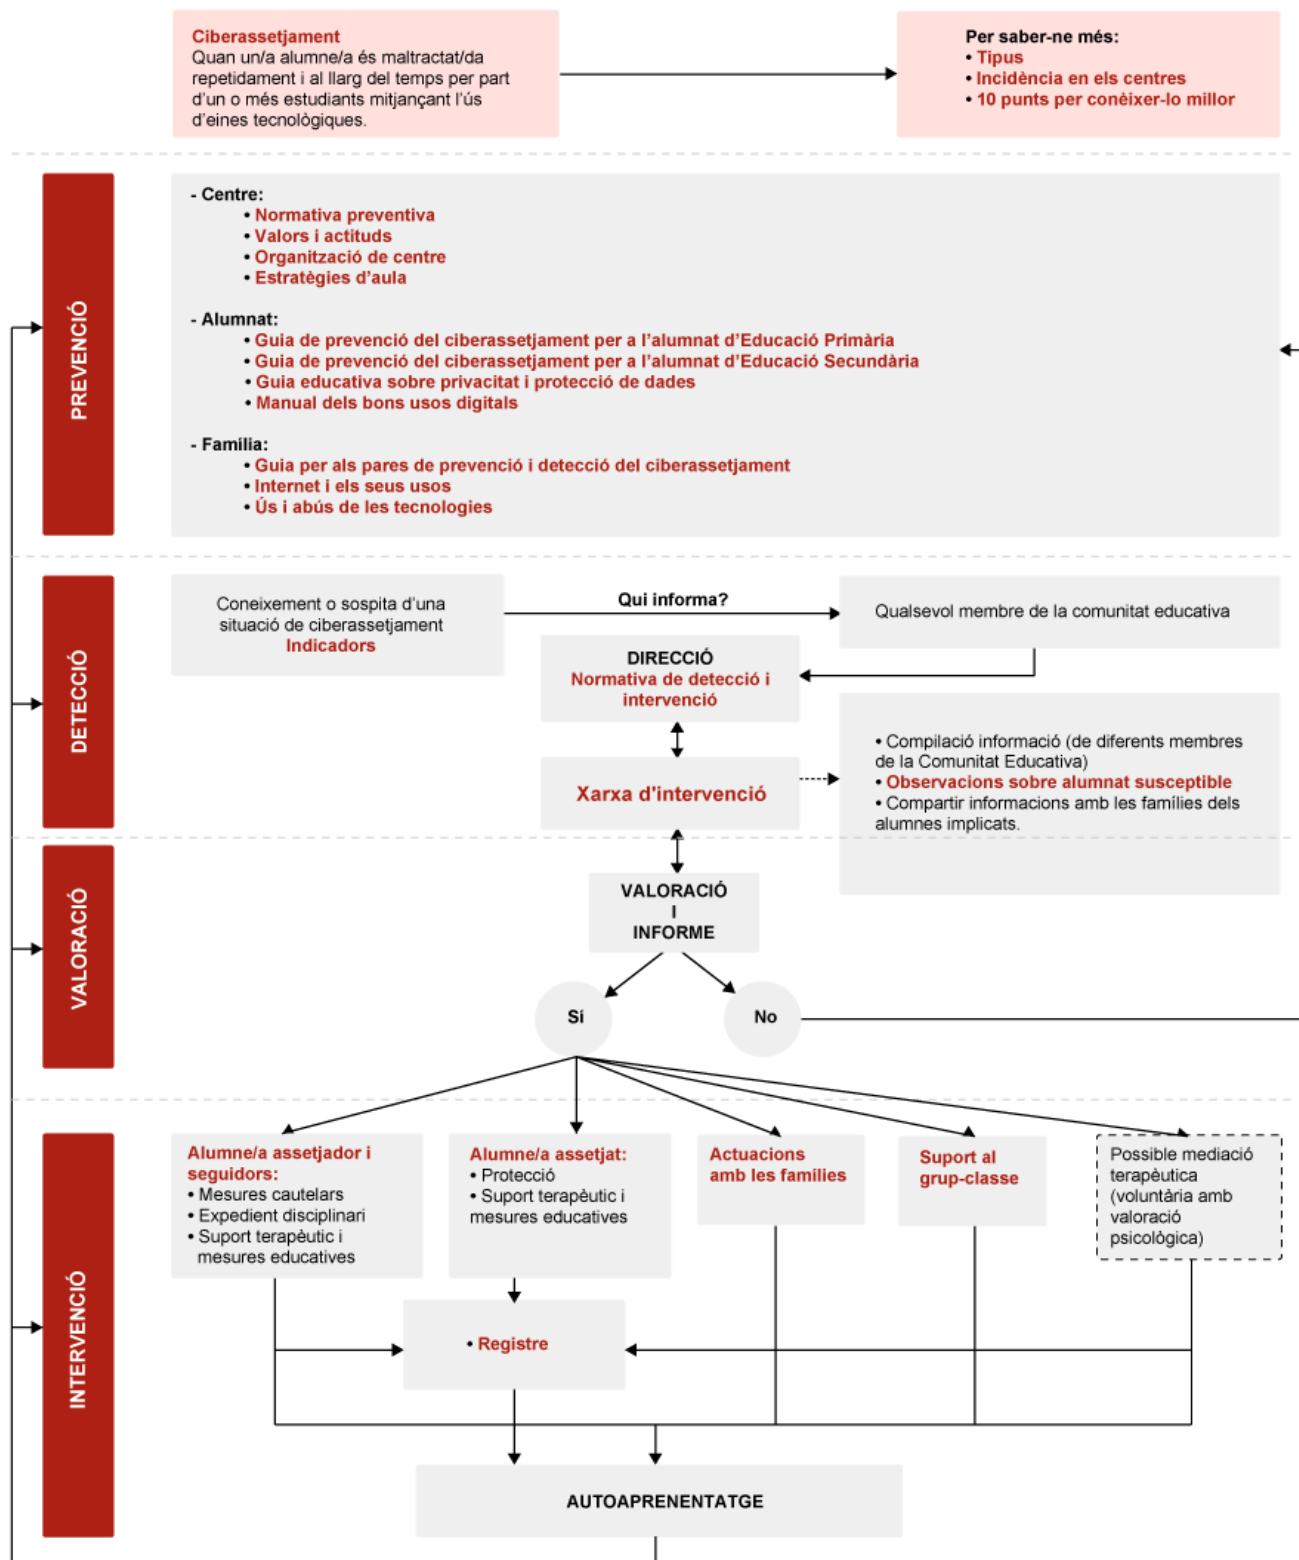 Ciberassetjament
Quan un/a alumne/a és maltractat/da
repetidament i al llarg del temps per part
d'un o més estudiants mitjançant l'ús
d'eines tecnològiques.
Per saber-ne més:
• Tipus
• Incidència en els centres
• 10 punts per conèixer-lo millor
PREVENCIÓ
- Centre:
• Normativa preventiva
• Valors i actituds
• Organització de centre
• Estratègies d'aula
- Alumnat:
• Guia de prevenció del ciberassetjament per a l'alumnat d'Educació Primària
• Guia de prevenció del ciberassetjament per a l'alumnat d'Educació Secundària
• Guia educativa sobre privacitat i protecció de dades
• Manual dels bons usos digitals
- Família:
• Guia per als pares de prevenció i detecció del ciberassetjament
• Internet i els seus usos
• Ús i abús de les tecnologies
DETECCIÓ
Coneixement o sospita d'una
situació de ciberassetjament
Indicadors
Qui informa?
Qualsevol membre de la comunitat educativa
DIRECCIÓ
Normativa de detecció i
intervenció
Xarxa d'intervenció
• Compilació informació (de diferents membres
de la Comunitat Educativa)
• Observacions sobre alumnat susceptible
• Compartir informacions amb les famílies dels
alumnes implicats.
VALORACIÓ
VALORACIÓ
I
INFORME
Sí
No
INTERVENCIÓ
Alumne/a assetjador i
seguidors:
• Mesures cautelars
• Expedient disciplinari
• Suport terapèutic i
mesures educatives
Alumne/a assetjat:
• Protecció
• Suport terapèutic i
mesures educatives
Actuacions
amb les famílies
Suport al
grup-classe
Possible mediació
terapèutica
(voluntària amb
valoració
psicològica)
• Registre
AUTOAPRENENTATGE